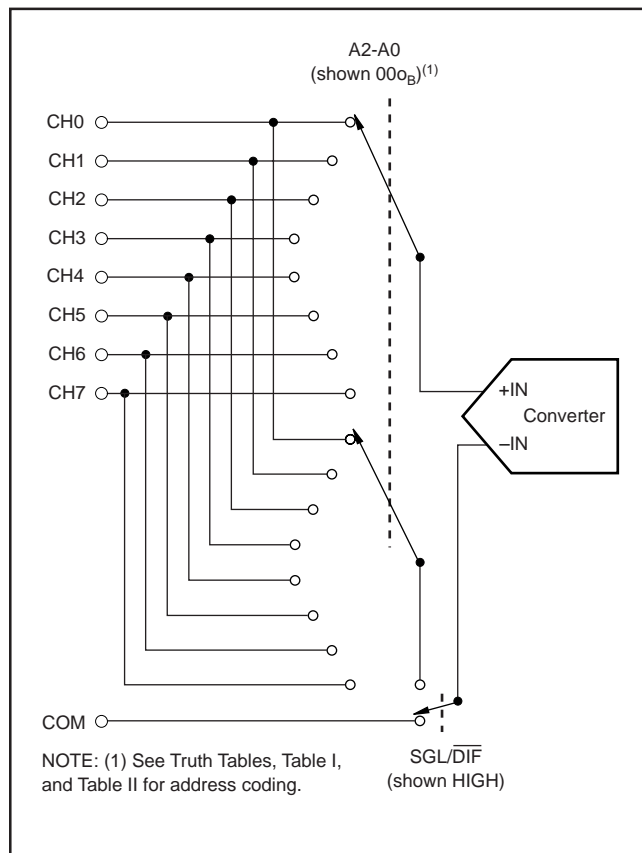 A2-A0
(shown 00oB)(1)
CH0
CH1
CH2
CH3
CH4
CH5
CH6
CH7
+IN
Converter
–IN
COM
NOTE: (1) See Truth Tables, Table I,
and Table II for address coding.
SGL/DIF
(shown HIGH)